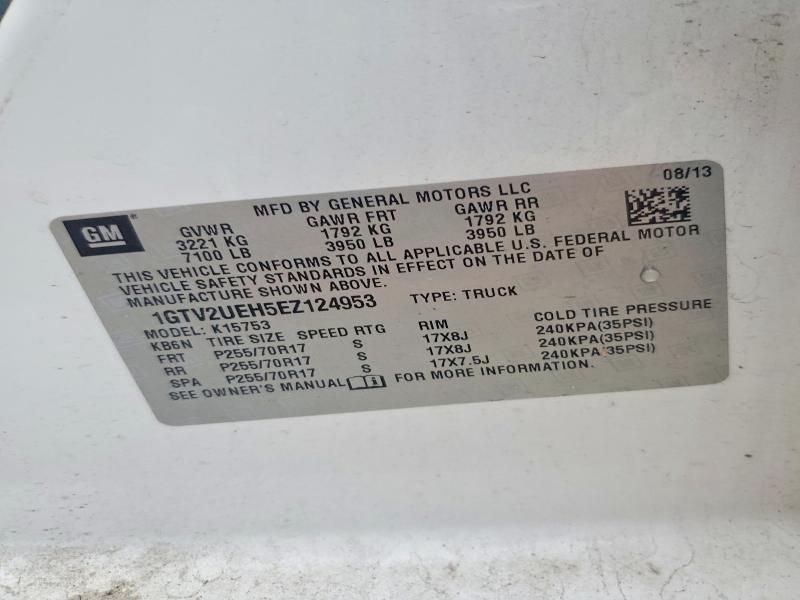 GM
MFD BY GENERAL MOTORS LLC 08/13
GVWR GAWR FRT GAWR RR
3221 KG 1792 KG 1792 KG
7100 LB 3950 LB 3950 LB
THIS VEHICLE CONFORMS TO ALL APPLICABLE U.S. FEDERAL MOTOR
VEHICLE SAFETY STANDARDS IN EFFECT ON THE DATE OF
MANUFACTURE SHOWN ABOVE.
1GTV2UEH5EZ124953 TYPE: TRUCK
MODEL: K15753
KB6N TIRE SIZE SPEED RTG RIM COLD TIRE PRESSURE
FRT P255/70R17 S 17X8J 240KPA(35PSI)
RR P255/70R17 S 17X8J 240KPA(35PSI)
SPA P255/70R17 S 17X7.5J 240KPA(35PSI)
SEE OWNER'S MANUAL FOR MORE INFORMATION.